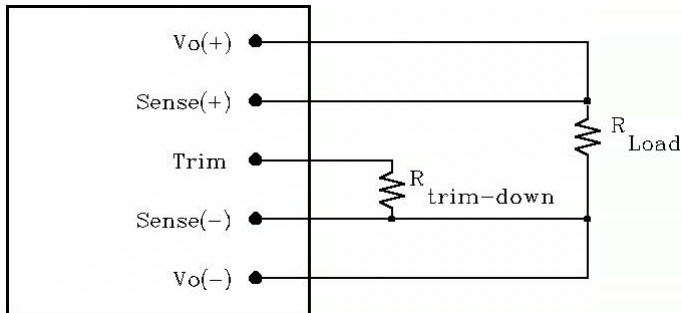 Vo(+)
Sense(+)
Trim
Sense(-)
Vo(-)
R
trim-down
R
Load